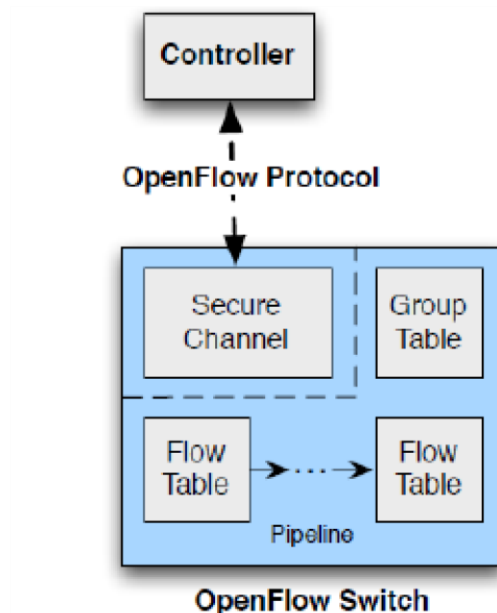 Controller
OpenFlow Protocol
Secure
Channel
Group
Table
Flow
Table
...
Flow
Table
Pipeline
OpenFlow Switch